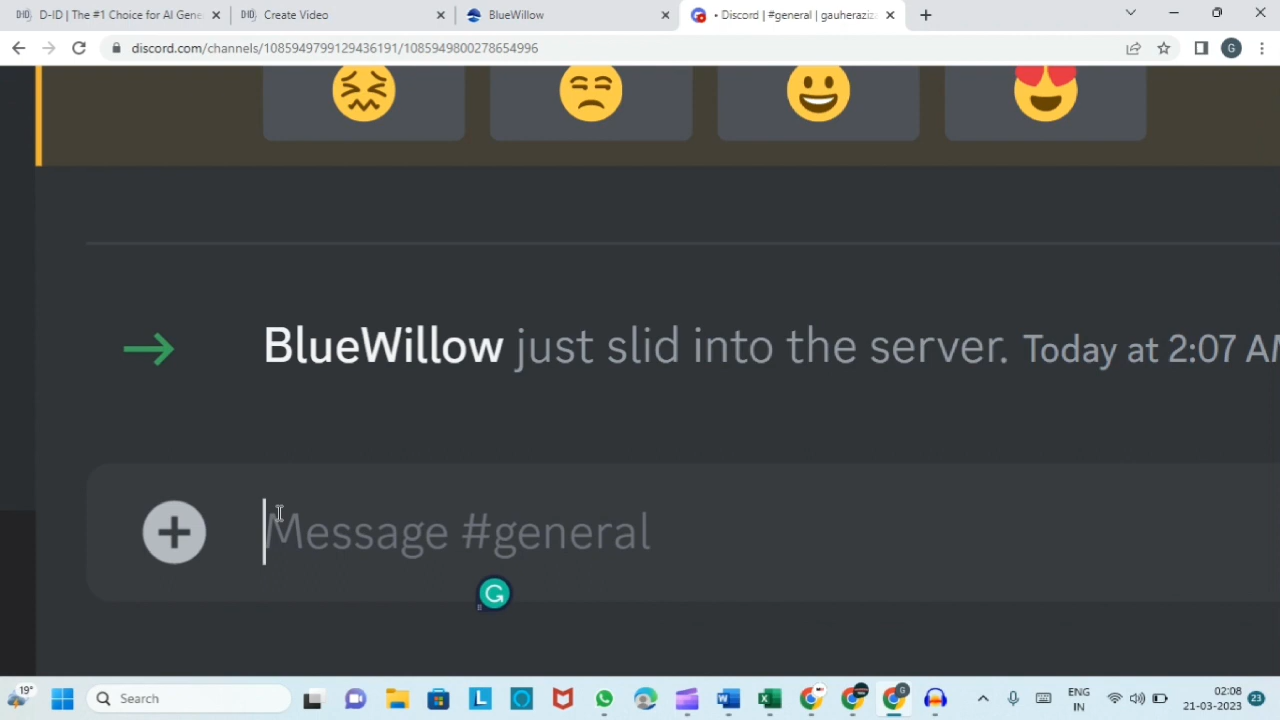 D-ID | The #1 Choice for AI Gene
Create Video
BlueWillow
• Discord | #general | gauheraziz
discord.com/channels/1085949799129436191/1085949800278654996
G
BlueWillow just slid into the server. Today at 2:07 AM
Message #general
G
19°
Search
L
W
X
G
ENG
IN
02:08
21-03-2023
23